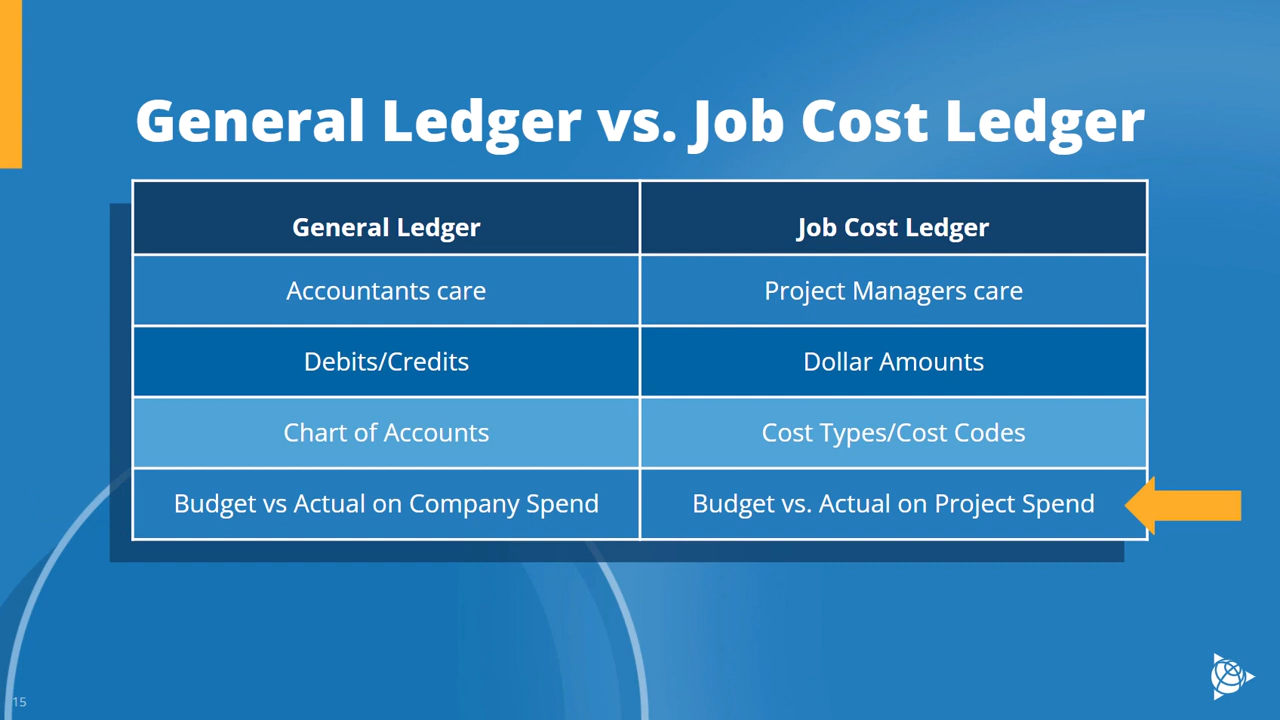 General Ledger vs. Job Cost Ledger
General Ledger
Job Cost Ledger
Accountants care
Project Managers care
Debits/Credits
Dollar Amounts
Chart of Accounts
Cost Types/Cost Codes
Budget vs Actual on Company Spend
Budget vs. Actual on Project Spend
15